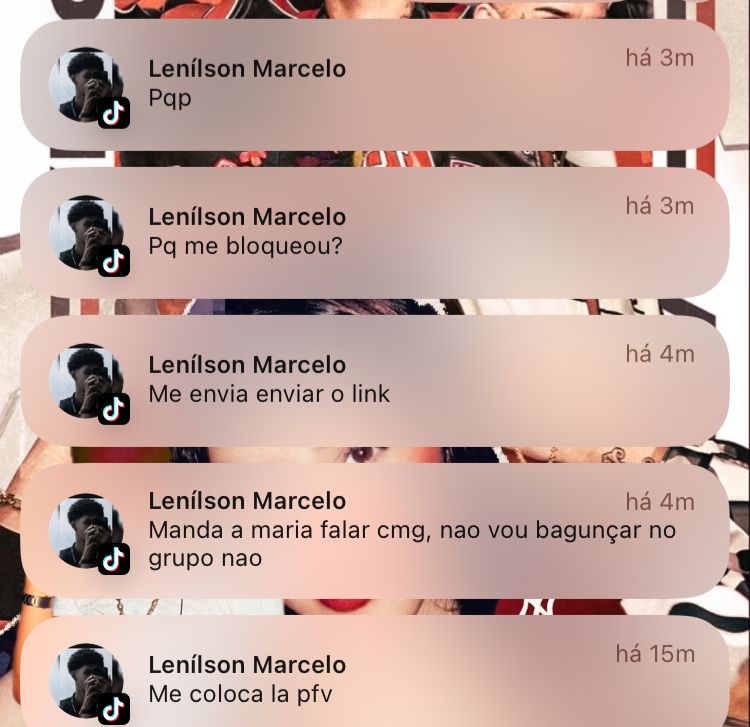 Lenílson Marcelo
há 3m
Pqp
Lenílson Marcelo
há 3m
Pq me bloqueou?
Lenílson Marcelo
há 4m
Me envia enviar o link
Lenílson Marcelo
há 4m
Manda a maria falar cmg, nao vou bagunçar no
grupo nao
Lenílson Marcelo
há 15m
Me coloca la pfv